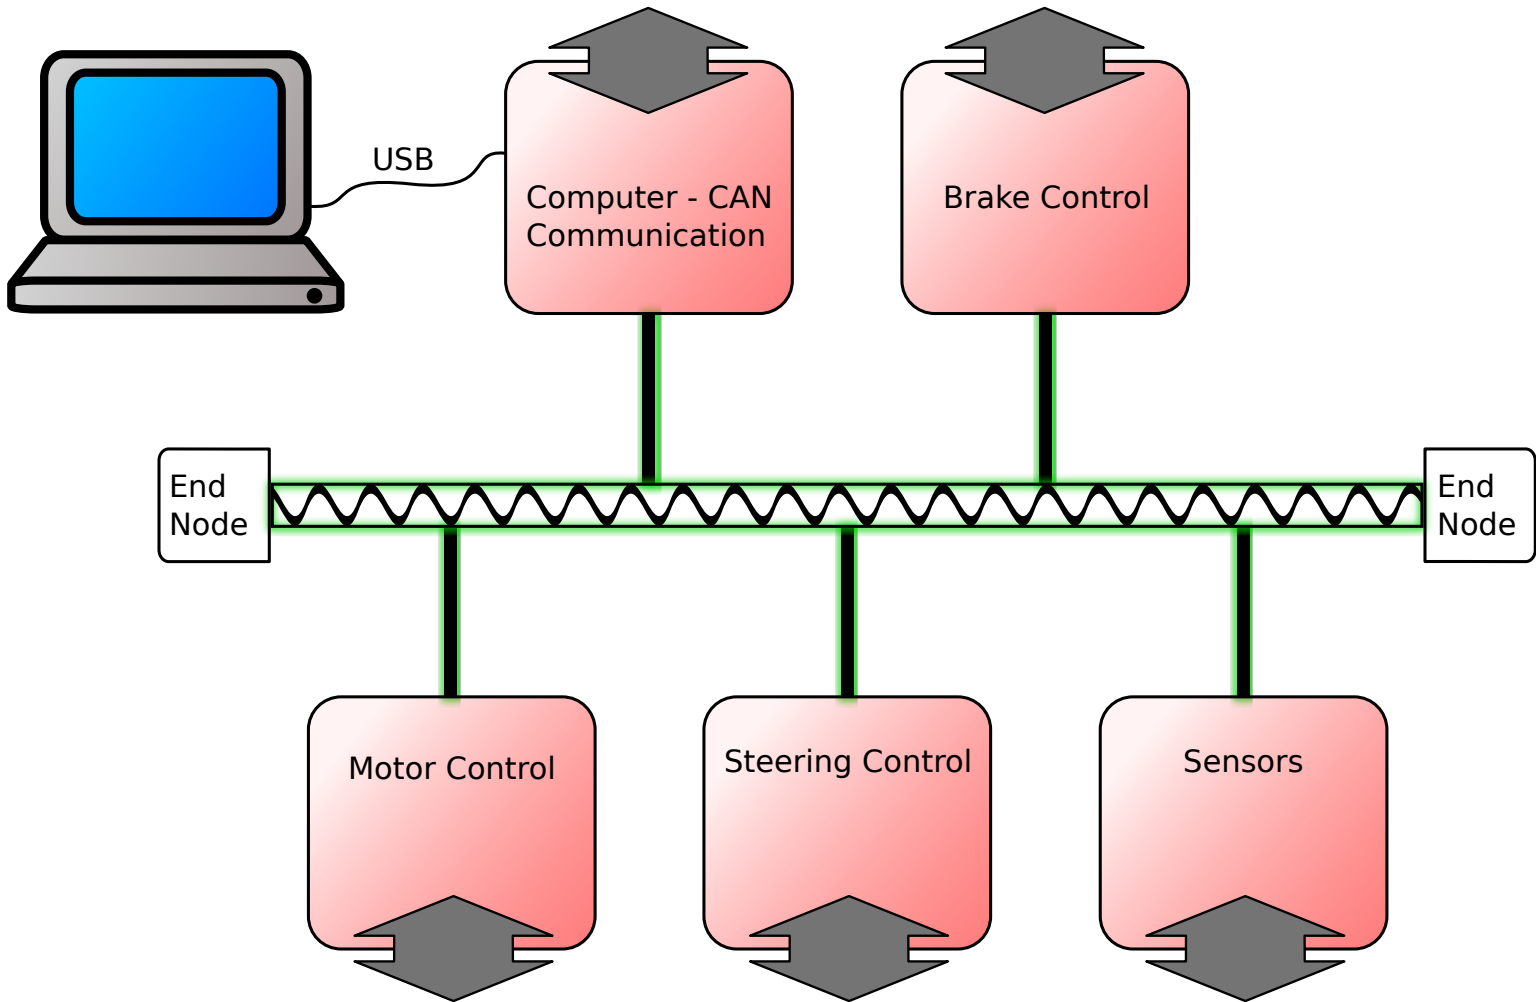 USB
Computer - CAN
Communication
Brake Control
End
Node
End
Node
Motor Control
Steering Control
Sensors